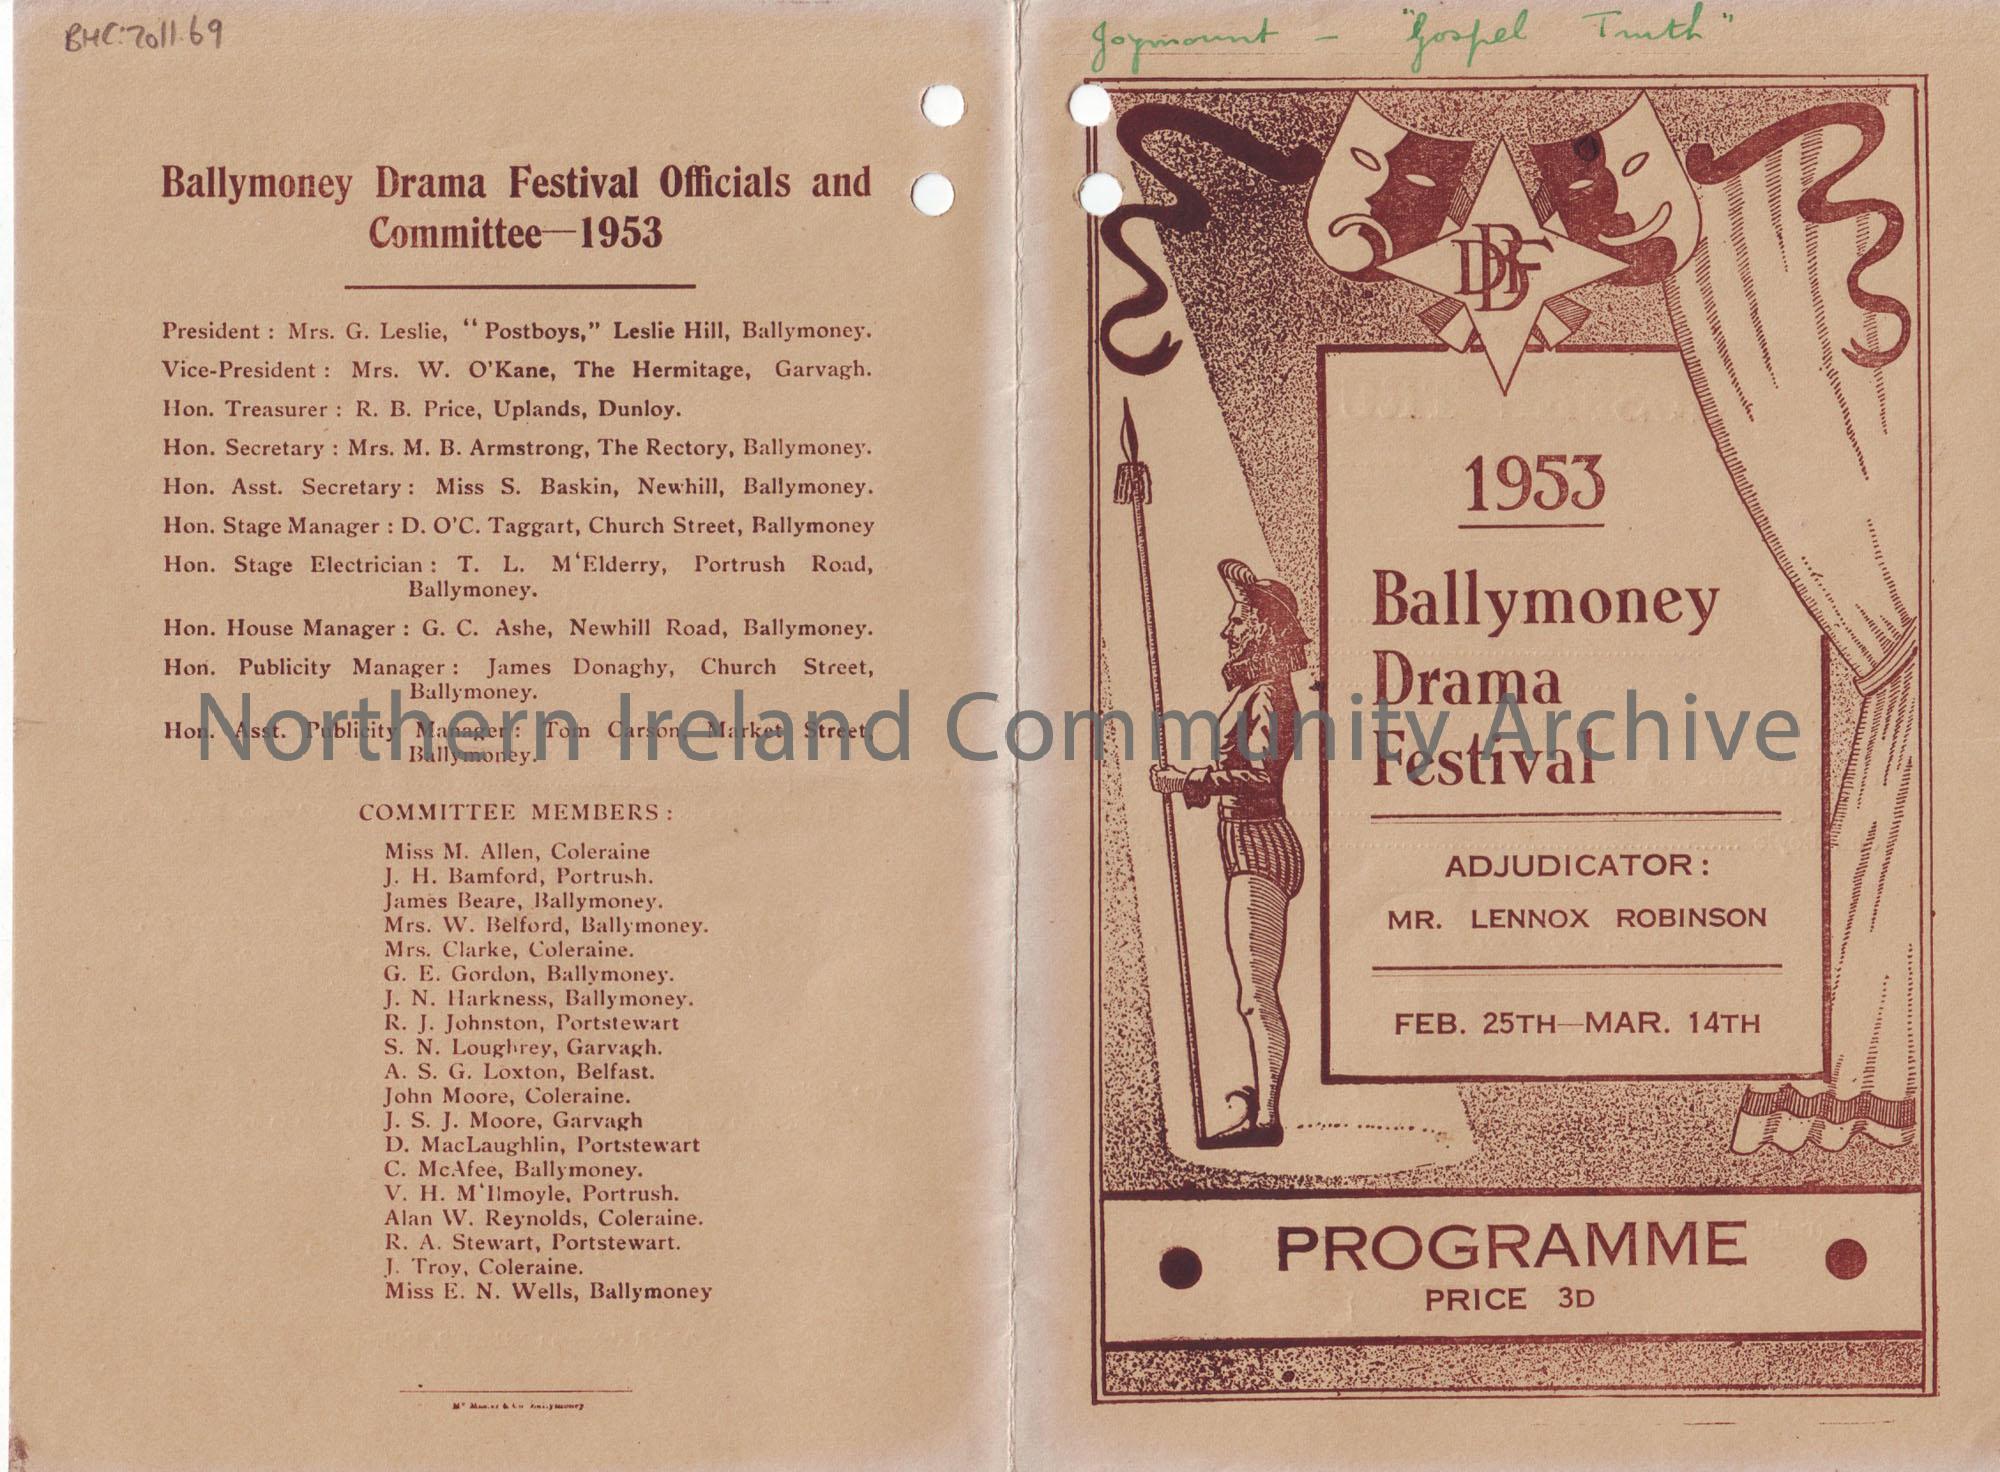 BHC:2011.69
Ballymoney Drama Festival Officials and
Committee—1953
President : Mrs. G. Leslie, “Postboys,” Leslie Hill, Ballymoney.
Vice-President : Mrs. W. O'Kane, The Hermitage, Garvagh.
Hon. Treasurer : R. B. Price, Uplands, Dunloy.
Hon. Secretary : Mrs. M. B. Armstrong, The Rectory, Ballymoney.
Hon. Asst. Secretary : Miss S. Baskin, Newhill, Ballymoney.
Hon. Stage Manager : D. O'C. Taggart, Church Street, Ballymoney
Hon. Stage Electrician : T. L. M‘Elderry, Portrush Road,
Ballymoney.
Hon. House Manager : G. C. Ashe, Newhill Road, Ballymoney.
Hon. Publicity Manager : James Donaghy, Church Street,
Ballymoney.
Hon. Asst. Publicity Manager : Tom Carson, Market Street,
Ballymoney.
COMMITTEE MEMBERS :
Miss M. Allen, Coleraine
J. H. Bamford, Portrush.
James Beare, Ballymoney.
Mrs. W. Belford, Ballymoney.
Mrs. Clarke, Coleraine.
G. E. Gordon, Ballymoney.
J. N. Harkness, Ballymoney.
R. J. Johnston, Portstewart
S. N. Loughrey, Garvagh.
A. S. G. Loxton, Belfast.
John Moore, Coleraine.
J. S. J. Moore, Garvagh
D. MacLaughlin, Portstewart
C. McAfee, Ballymoney.
V. H. M‘Ilmoyle, Portrush.
Alan W. Reynolds, Coleraine.
R. A. Stewart, Portstewart.
J. Troy, Coleraine.
Miss E. N. Wells, Ballymoney
& Co Ballymoney
Joymount - "Gospel Truth"
BDF
1953
Ballymoney
Drama
Festival
ADJUDICATOR :
MR. LENNOX ROBINSON
FEB. 25TH—MAR. 14TH
PROGRAMME
PRICE 3D
Northern Ireland Community Archive